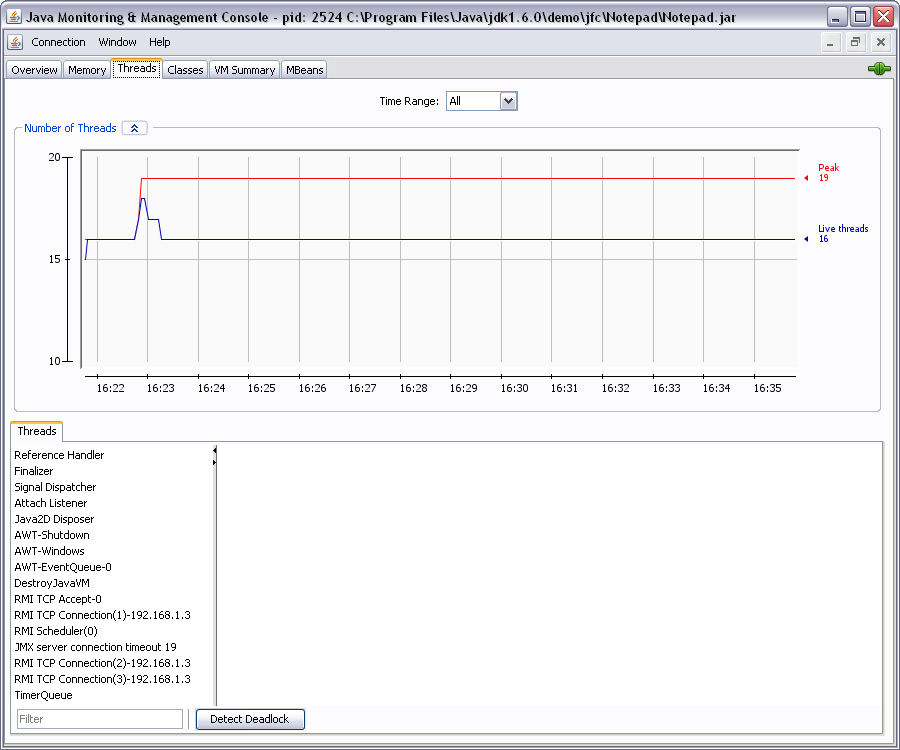 Java Monitoring & Management Console - pid: 2524 C:\Program Files\Java\jdk1.6.0\demo\jfc\Notepad\Notepad.jar
Connection Window Help
Overview Memory Threads Classes VM Summary MBeans
Time Range: All
Number of Threads
20
Peak
19
Live threads
16
15
10
16:22 16:23 16:24 16:25 16:26 16:27 16:28 16:29 16:30 16:31 16:32 16:33 16:34 16:35
Threads
Reference Handler
Finalizer
Signal Dispatcher
Attach Listener
Java2D Disposer
AWT-Shutdown
AWT-Windows
AWT-EventQueue-0
DestroyJavaVM
RMI TCP Accept-0
RMI TCP Connection(1)-192.168.1.3
RMI Scheduler(0)
JMX server connection timeout 19
RMI TCP Connection(2)-192.168.1.3
RMI TCP Connection(3)-192.168.1.3
TimerQueue
Filter Detect Deadlock